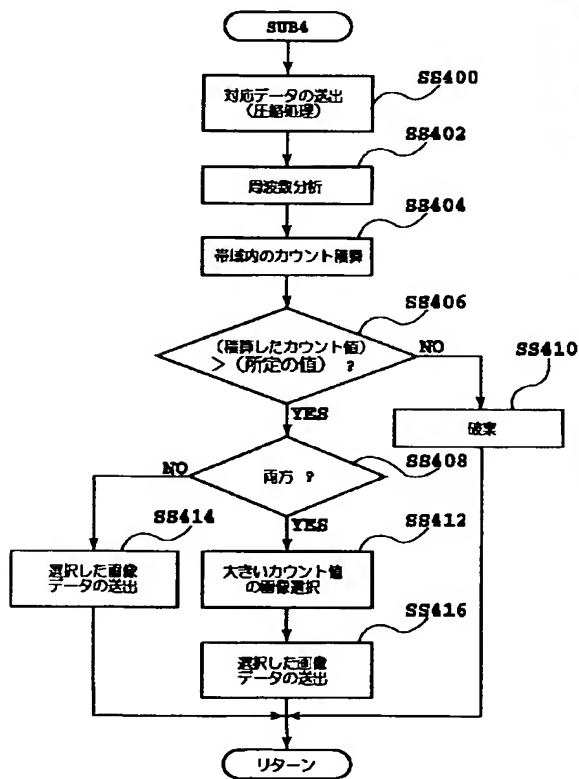 SUB4
SS400
対応データの送出
(圧縮処理)
SS402
周波数分析
SS404
帯域内のカウント積算
SS406
(積算したカウント値)
> (所定の値) ?
NO
SS410
YES
破棄
SS408
NO
両方 ?
SS414
YES
SS412
選択した画像
データの送出
大きいカウント値
の画像選択
SS416
選択した画像
データの送出
リターン